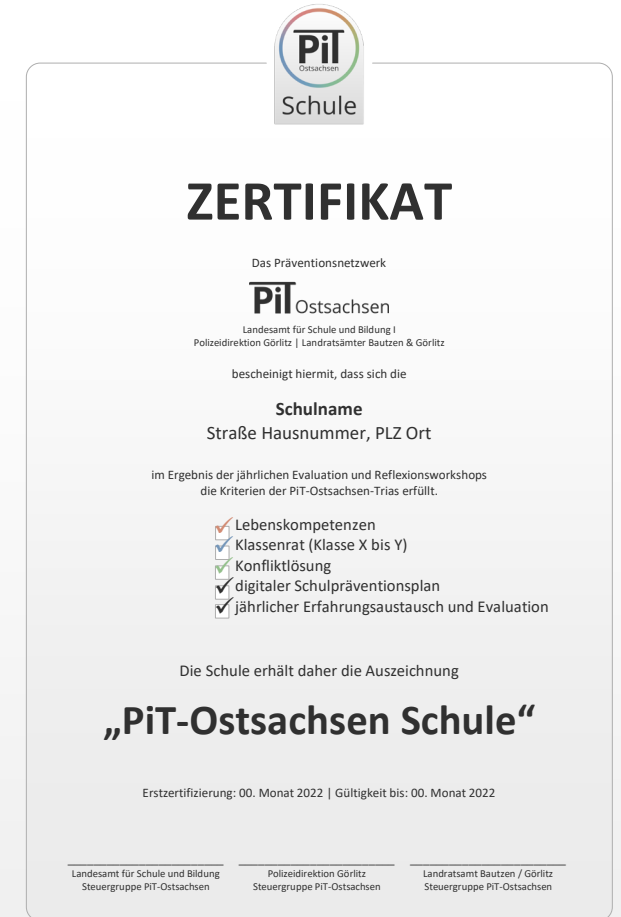 PiT
Ostsachsen
Schule
ZERTIFIKAT
Das Präventionsnetzwerk
PiT Ostsachsen
Landesamt für Schule und Bildung I
Polizeidirektion Görlitz | Landratsämter Bautzen & Görlitz
bescheinigt hiermit, dass sich die
Schulname
Straße Hausnummer, PLZ Ort
im Ergebnis der jährlichen Evaluation und Reflexionsworkshops
die Kriterien der PiT-Ostsachsen-Trias erfüllt.
Lebenskompetenzen
Klassenrat (Klasse X bis Y)
Konfliktlösung
digitaler Schulpräventionsplan
jährlicher Erfahrungsaustausch und Evaluation
Die Schule erhält daher die Auszeichnung
„PiT-Ostsachsen Schule“
Erstzertifizierung: 00. Monat 2022 | Gültigkeit bis: 00. Monat 2022
Landesamt für Schule und Bildung
Steuergruppe PiT-Ostsachsen
Polizeidirektion Görlitz
Steuergruppe PiT-Ostsachsen
Landratsamt Bautzen / Görlitz
Steuergruppe PiT-Ostsachsen